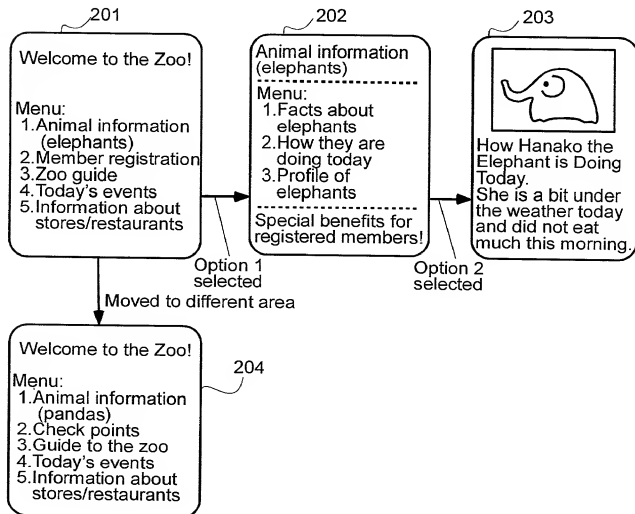 201
Welcome to the Zoo!
Menu:
1.Animal information
(elephants)
2.Member registration
3.Zoo guide
4.Today's events
5.Information about
stores/restaurants
Option 1
selected
202
Animal information
(elephants)
Menu:
1.Facts about
elephants
2.How they are
doing today
3.Profile of
elephants
Special benefits for
registered members!
Option 2
selected
203
How Hanako the
Elephant is Doing
Today.
She is a bit under
the weather today
and did not eat
much this morning.
Moved to different area
204
Welcome to the Zoo!
Menu:
1.Animal information
(pandas)
2.Check points
3.Guide to the zoo
4.Today's events
5.Information about
stores/restaurants